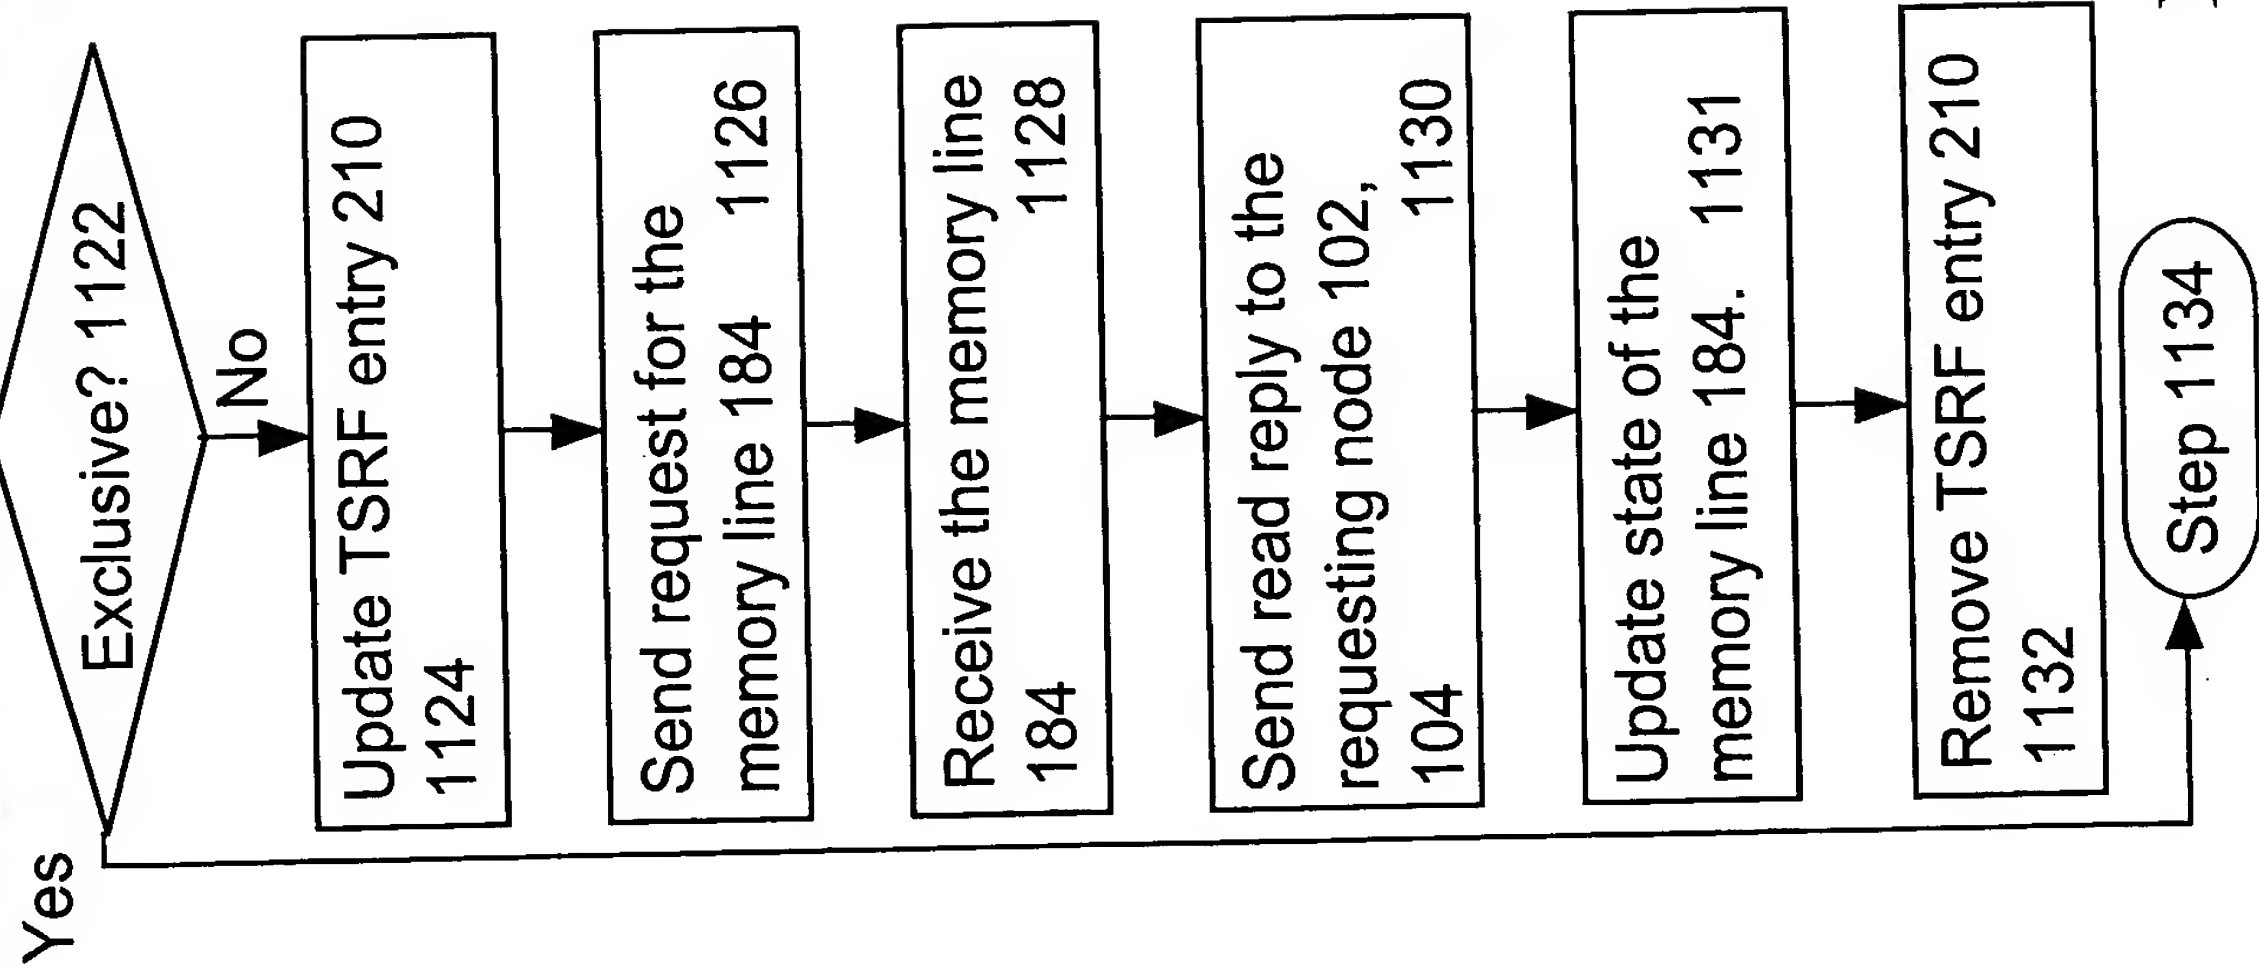 Exclusive? 1122
Yes
No
Update TSRF entry 210
1124
Send request for the
memory line 184 1126
Receive the memory line
184 1128
Send read reply to the
requesting node 102,
104 1130
Update state of the
memory line 184. 1131
Remove TSRF entry 210
1132
Step 1134